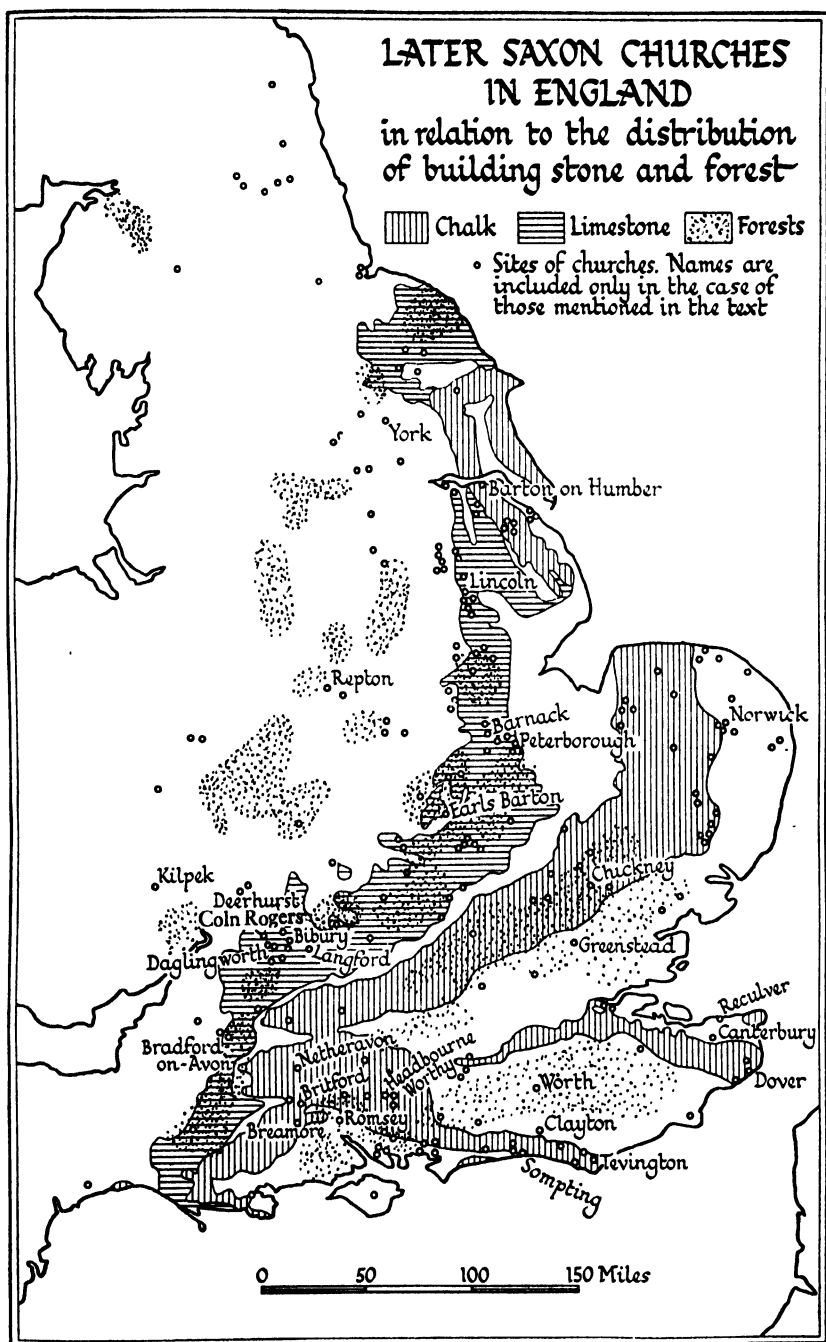 LATER SAXON CHURCHES
IN ENGLAND
in relation to the distribution
of building stone and forest
Chalk
Limestone
Forests
Sites of churches. Names are
included only in the case of
those mentioned in the text
York
Barton on Humber
Lincoln
Repton
Norwick
Barnack
Peterborough
Earls Barton
Chickney
Kilpek
Deerhurst
Coln Rogers
Bibury
Daglingworth
Langford
Greenstead
Reculver
Canterbury
Bradford
on-Avon
Netheravon
Headbourne
Worthy
Britford
Dover
Worth
Breamore
Romsey
Clayton
Tevington
Sompting
0 50 100 150 Miles